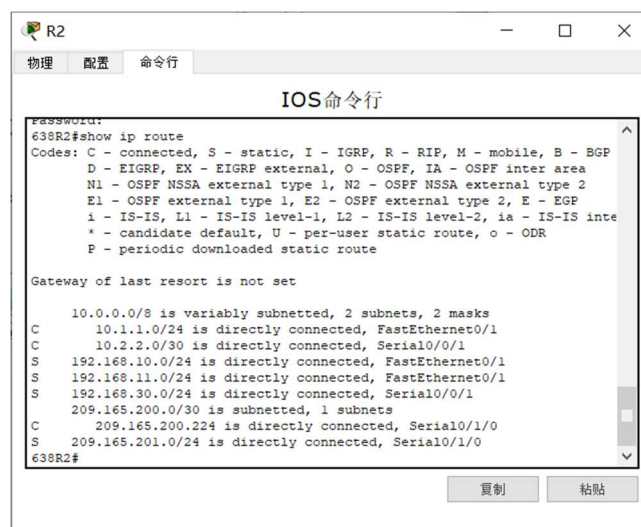 R2
物理 配置 命令行
IOS命令行
Password:
638R2#show ip route
Codes: C - connected, S - static, I - IGRP, R - RIP, M - mobile, B - BGP
D - EIGRP, EX - EIGRP external, O - OSPF, IA - OSPF inter area
N1 - OSPF NSSA external type 1, N2 - OSPF NSSA external type 2
E1 - OSPF external type 1, E2 - OSPF external type 2, E - EGP
i - IS-IS, L1 - IS-IS level-1, L2 - IS-IS level-2, ia - IS-IS inte
* - candidate default, U - per-user static route, o - ODR
P - periodic downloaded static route
Gateway of last resort is not set
10.0.0.0/8 is variably subnetted, 2 subnets, 2 masks
C 10.1.1.0/24 is directly connected, FastEthernet0/1
C 10.2.2.0/30 is directly connected, Serial0/0/1
S 192.168.10.0/24 is directly connected, FastEthernet0/1
S 192.168.11.0/24 is directly connected, FastEthernet0/1
S 192.168.30.0/24 is directly connected, Serial0/0/1
209.165.200.0/30 is subnetted, 1 subnets
C 209.165.200.224 is directly connected, Serial0/1/0
S 209.165.201.0/24 is directly connected, Serial0/1/0
638R2#
复制 粘贴